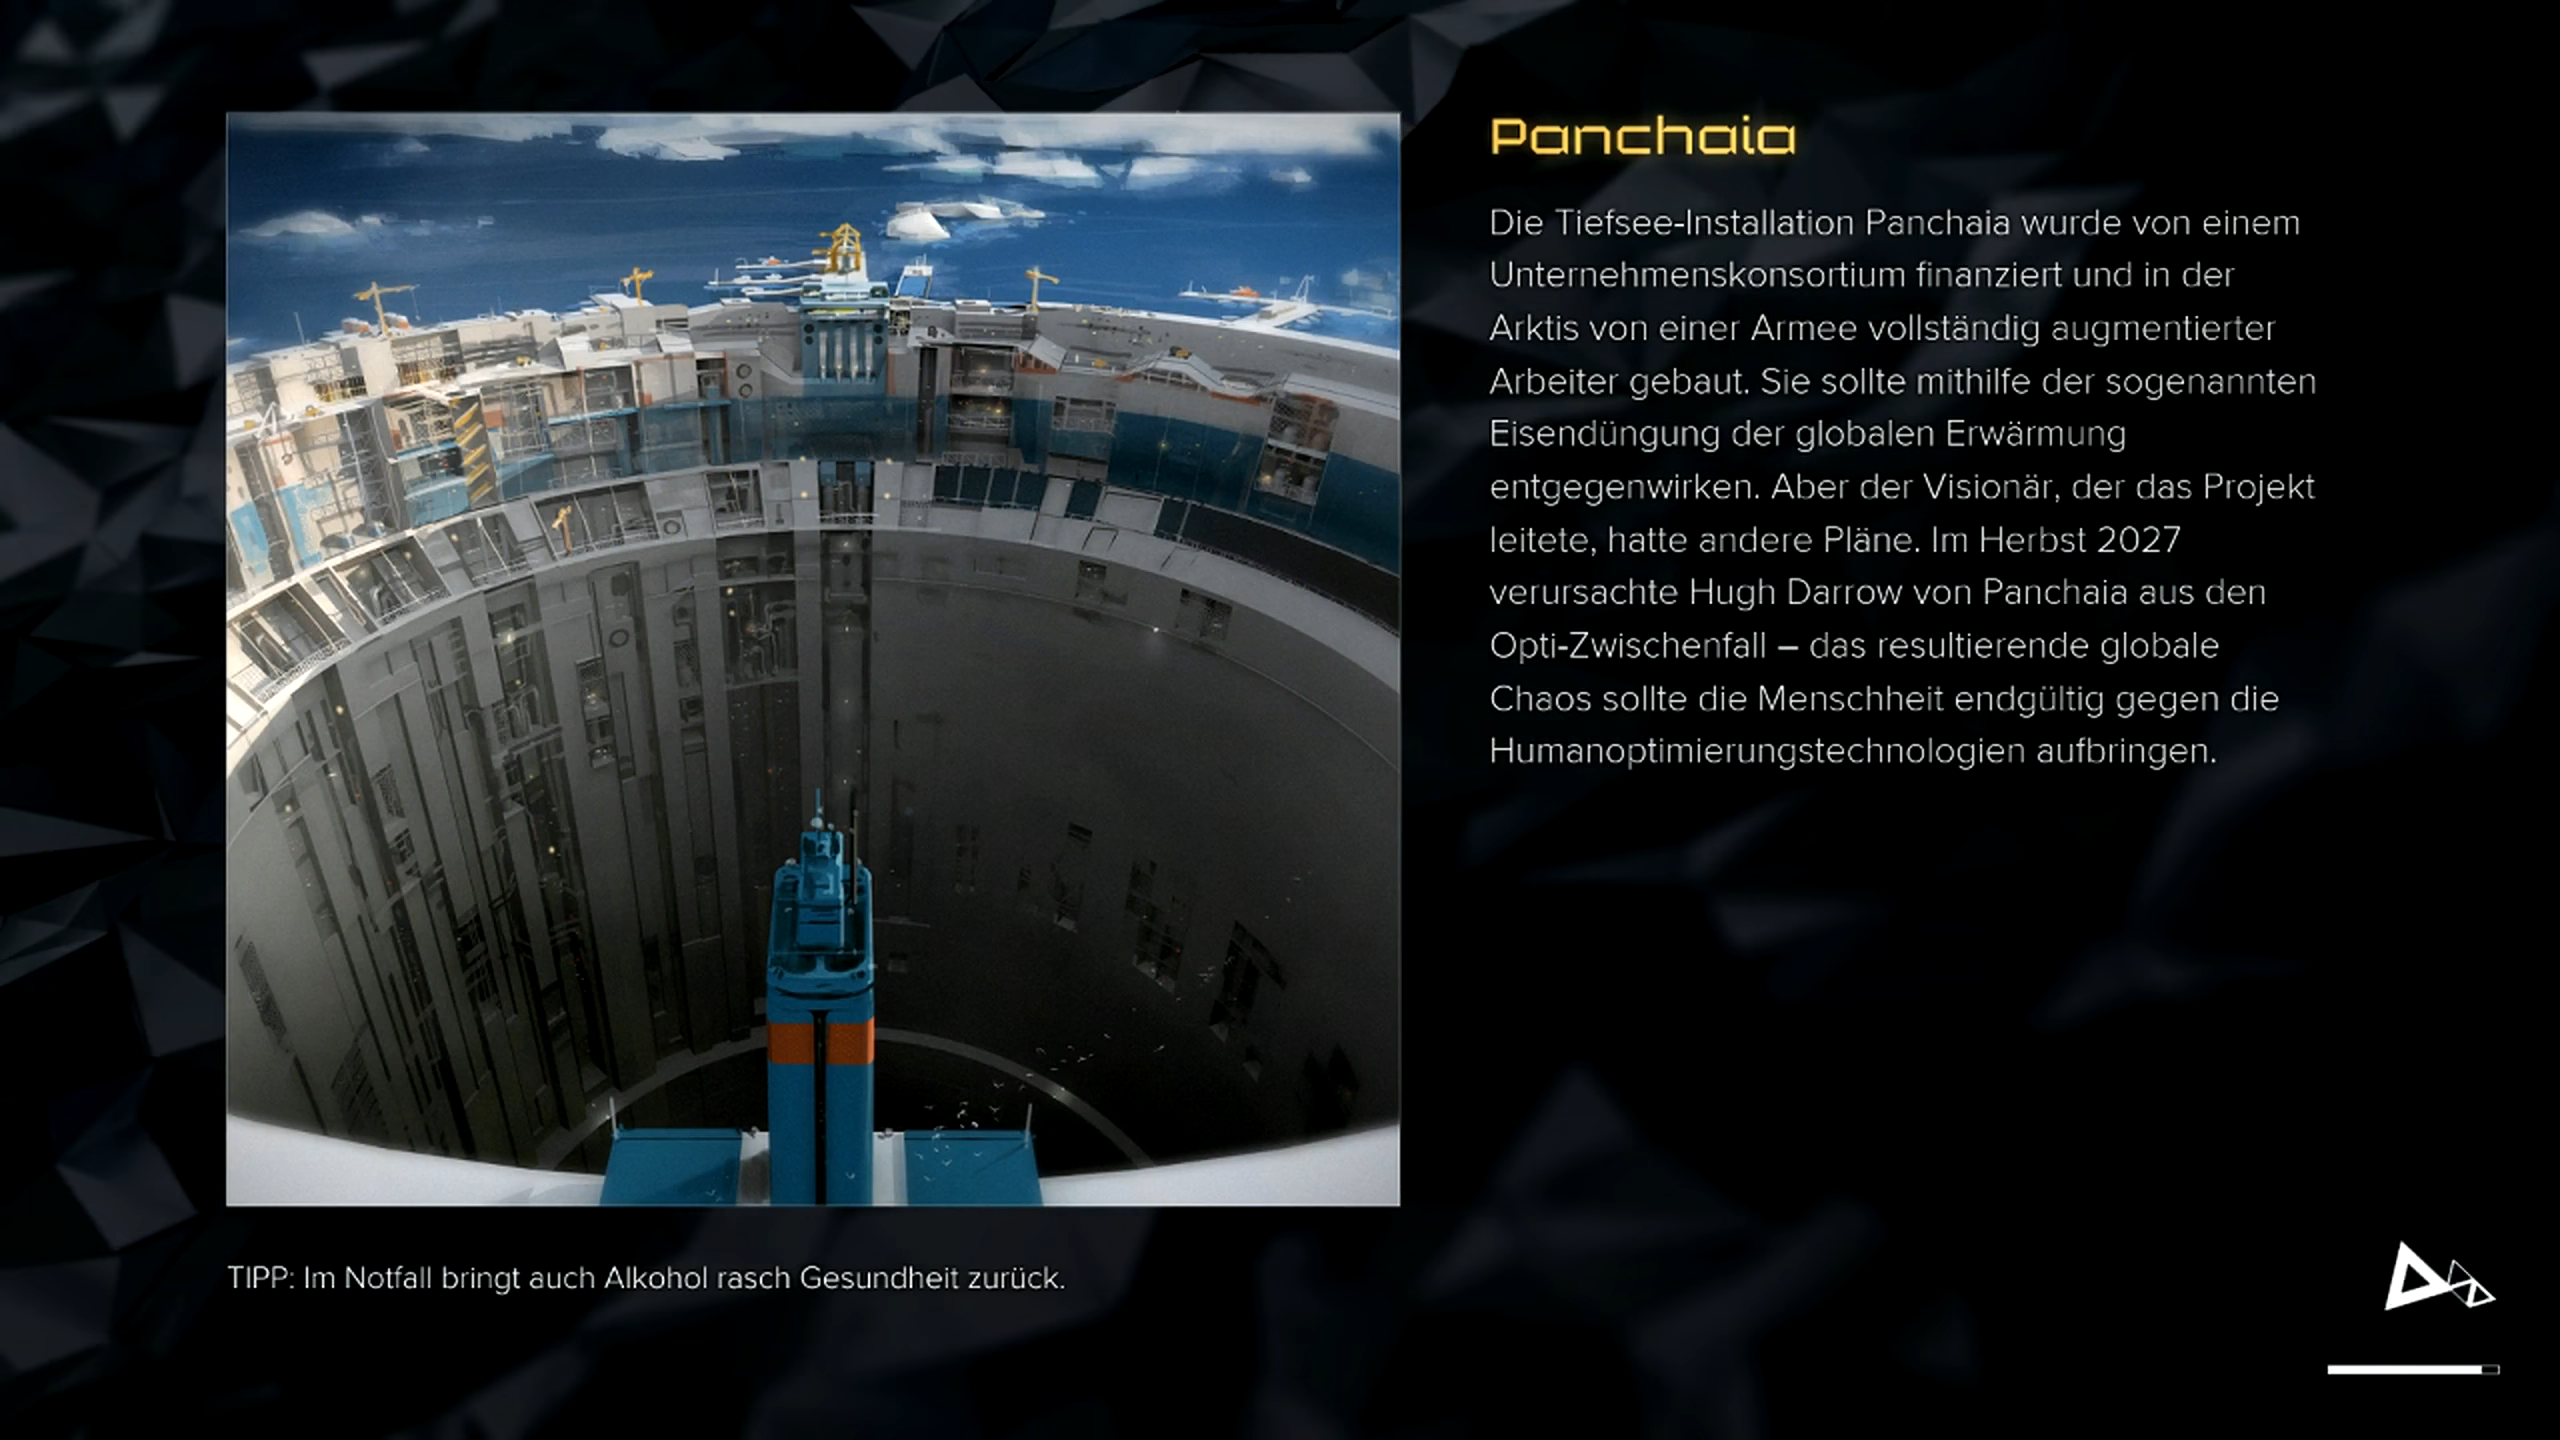 Panchaia
Die Tiefsee-Installation Panchaia wurde von einem
Unternehmenskonsortium finanziert und in der
Arktis von einer Armee vollständig augmentierter
Arbeiter gebaut. Sie sollte mithilfe der sogenannten
Eisendüngung der globalen Erwärmung
entgegenwirken. Aber der Visionär, der das Projekt
leitete, hatte andere Pläne. Im Herbst 2027
verursachte Hugh Darrow von Panchaia aus den
Opti-Zwischenfall – das resultierende globale
Chaos sollte die Menschheit endgültig gegen die
Humanoptimierungstechnologien aufbringen.
TIPP: Im Notfall bringt auch Alkohol rasch Gesundheit zurück.